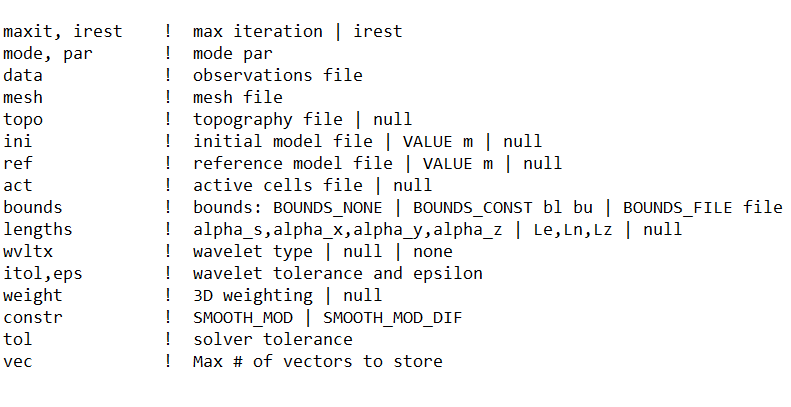 maxit, irest ! max iteration | irest
mode, par ! mode par
data ! observations file
mesh ! mesh file
topo ! topography file | null
ini ! initial model file | VALUE m | null
ref ! reference model file | VALUE m | null
act ! active cells file | null
bounds ! bounds: BOUNDS_NONE | BOUNDS_CONST bl bu | BOUNDS_FILE file
lengths ! alpha_s,alpha_x,alpha_y,alpha_z | Le,Ln,Lz | null
wvltx ! wavelet type | null | none
itol,eps ! wavelet tolerance and epsilon
weight ! 3D weighting | null
constr ! SMOOTH_MOD | SMOOTH_MOD_DIF
tol ! solver tolerance
vec ! Max # of vectors to store